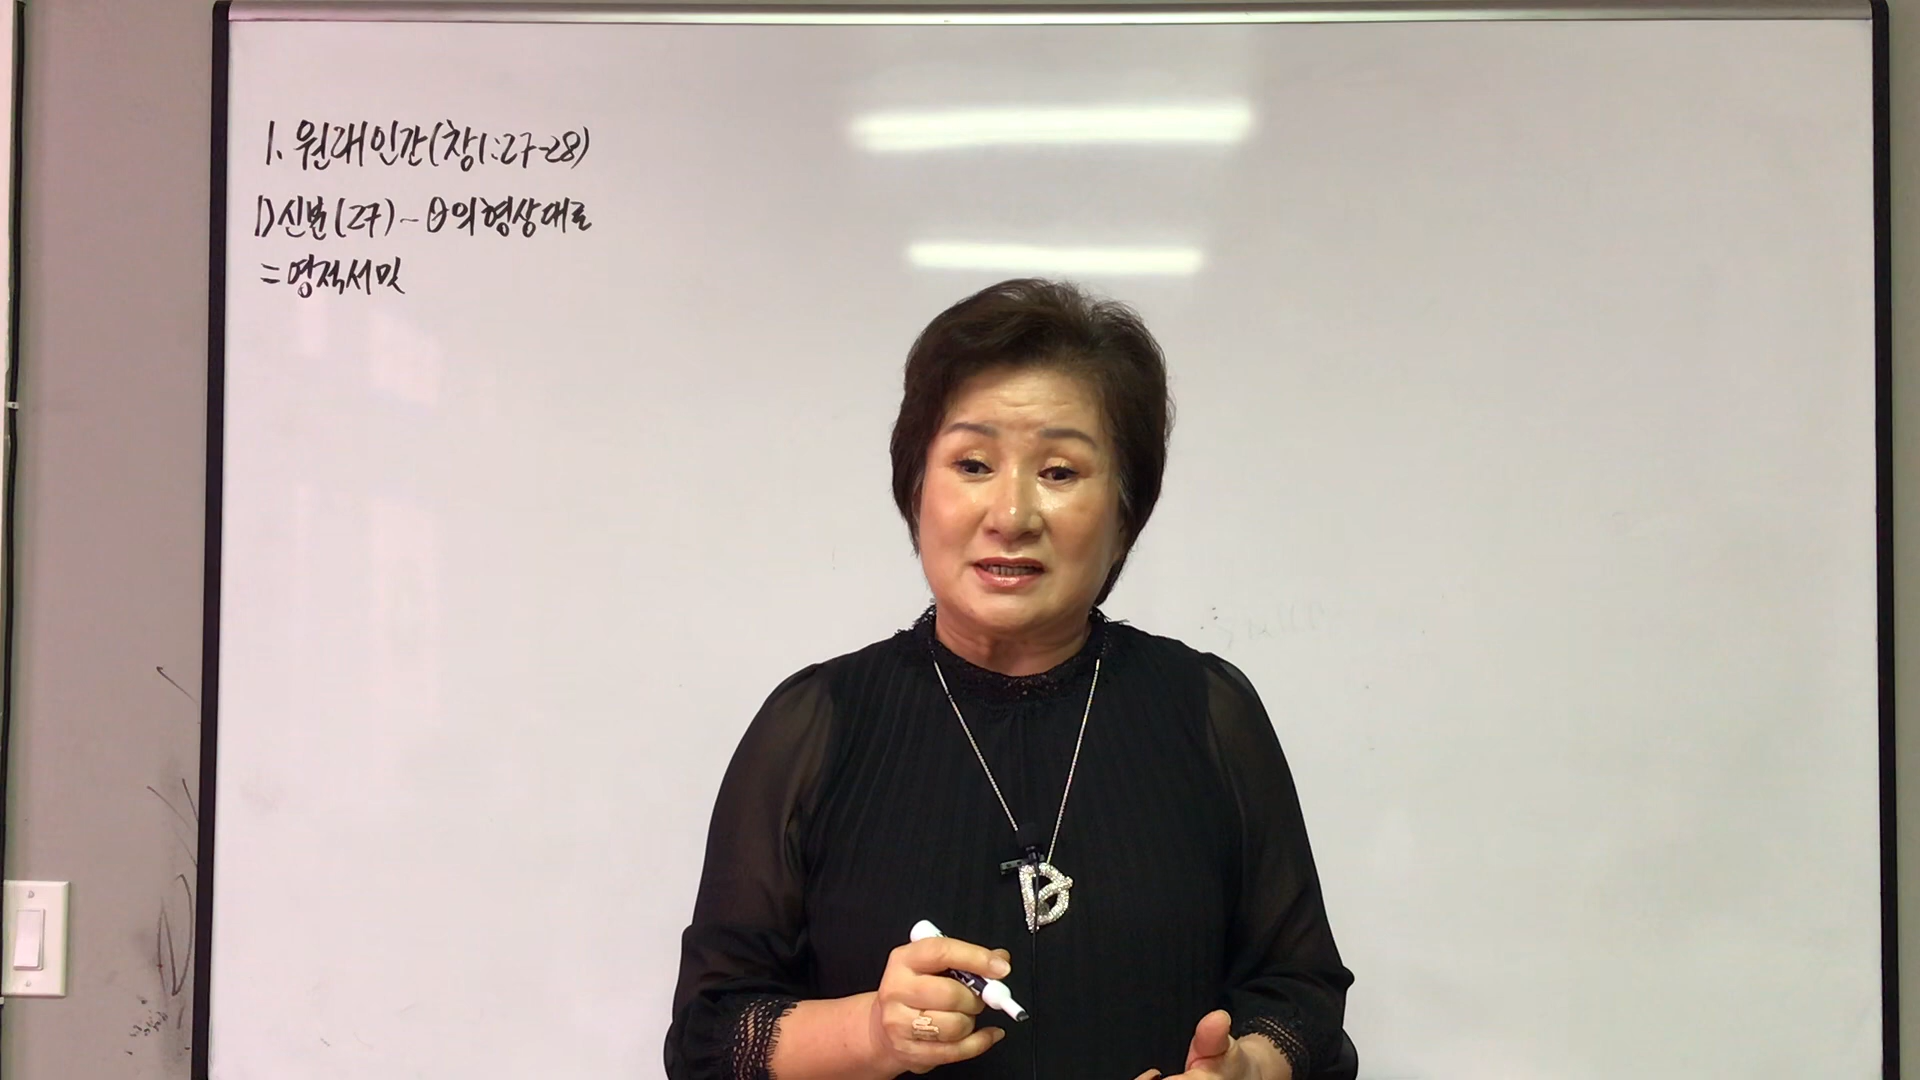 1. 원래인간(창1:27-28)
1) 신분(27) - θ의 형상대로
= 영적서밋